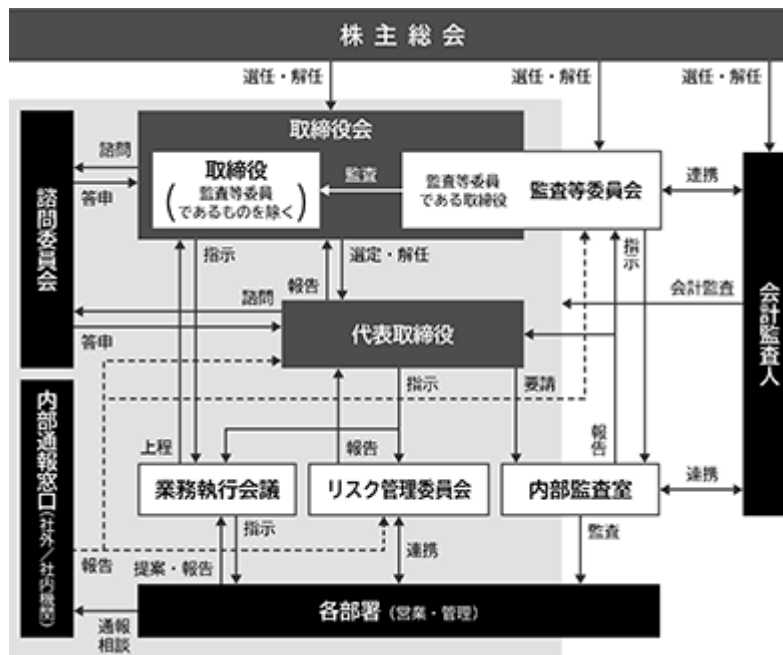 株主総会
選任・解任
選任・解任
選任・解任
取締役会
諮問
答申
取締役
(監査等委員
であるものを除く)
監査
監査等委員
である取締役
監査等委員会
連携
諮問委員会
指示
報告
選定・解任
指示
会計監査
会計監査人
諮問
答申
代表取締役
指示
要請
内部通報窓口(社外/社内機関)
上程
報告
報告
業務執行会議
リスク管理委員会
内部監査室
連携
指示
監査
報告
提案・報告
連携
各部署(営業・管理)
通報
相談